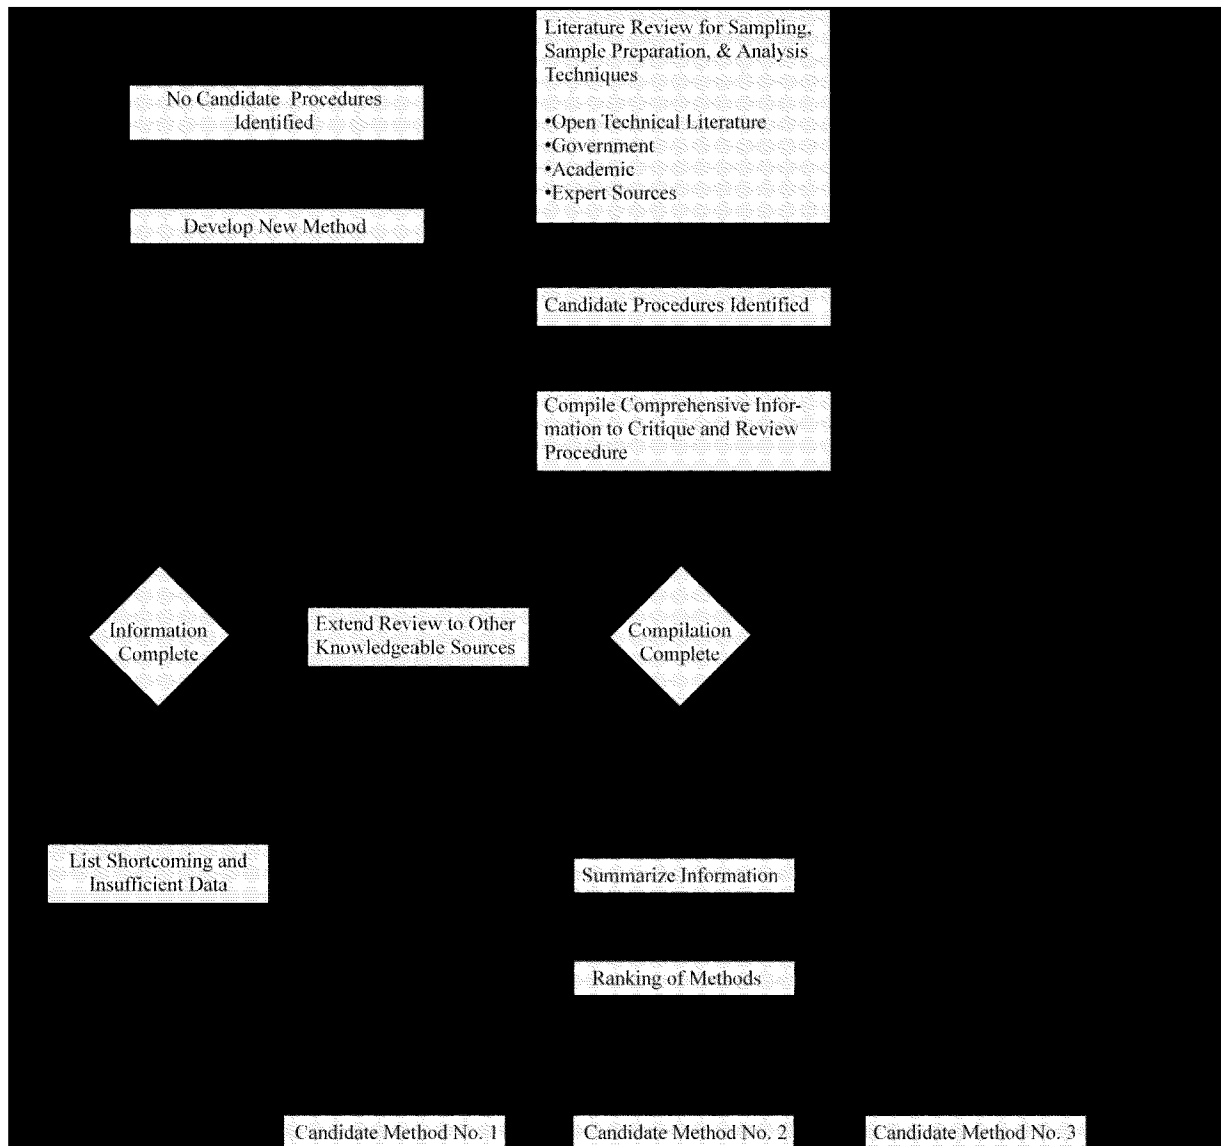 Literature Review for Sampling,
Sample Preparation, & Analysis
Techniques
•Open Technical Literature
•Government
•Academic
•Expert Sources
No Candidate Procedures
Identified
Develop New Method
Candidate Procedures Identified
Compile Comprehensive Infor-
mation to Critique and Review
Procedure
Information
Complete
Extend Review to Other
Knowledgeable Sources
Compilation
Complete
List Shortcoming and
Insufficient Data
Summarize Information
Ranking of Methods
Candidate Method No. 1
Candidate Method No. 2
Candidate Method No. 3